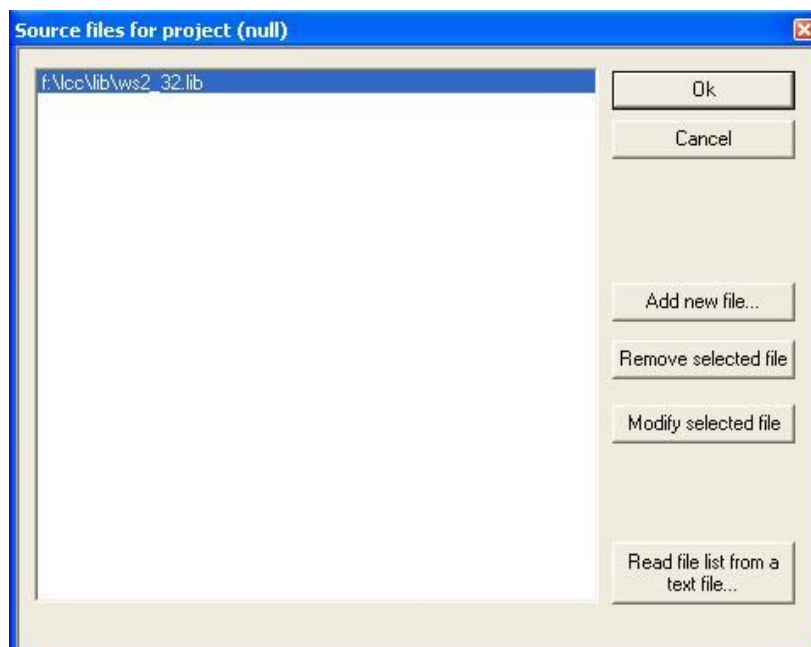 Source files for project (null)
f:\lcc\lib\ws2_32.lib
Ok
Cancel
Add new file...
Remove selected file
Modify selected file
Read file list from a
text file...